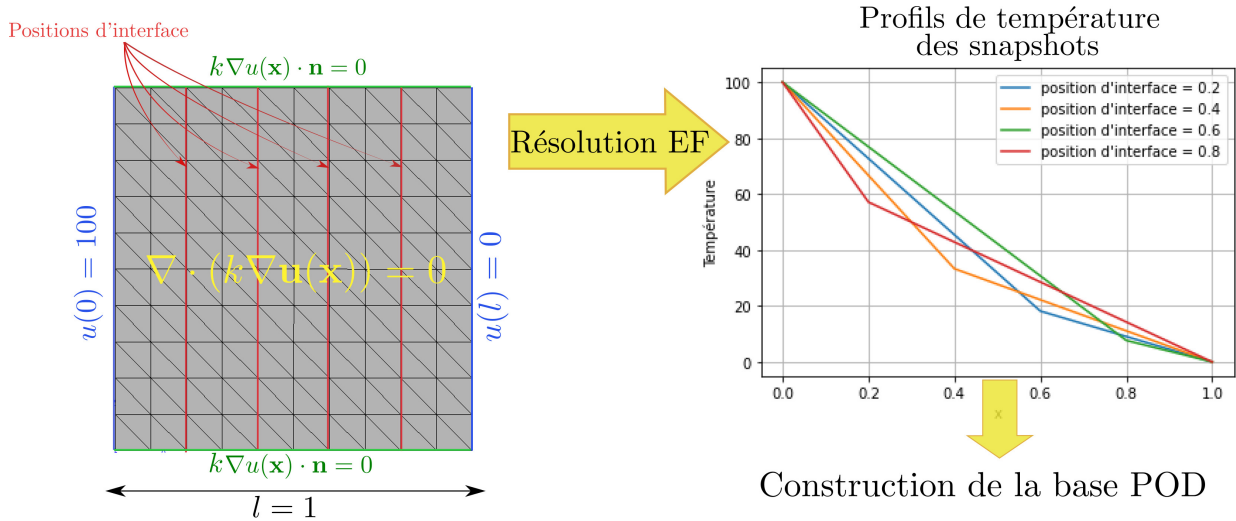 Positions d'interface
k∇u(x) · n = 0
u(0) = 100
∇ · (k∇u(x)) = 0
u(l) = 0
k∇u(x) · n = 0
l = 1
Résolution EF
Profils de température
des snapshots
position d'interface = 0.2
position d'interface = 0.4
position d'interface = 0.6
position d'interface = 0.8
Température
100
80
60
40
20
0
0.0 0.2 0.4 0.6 0.8 1.0
x
Construction de la base POD